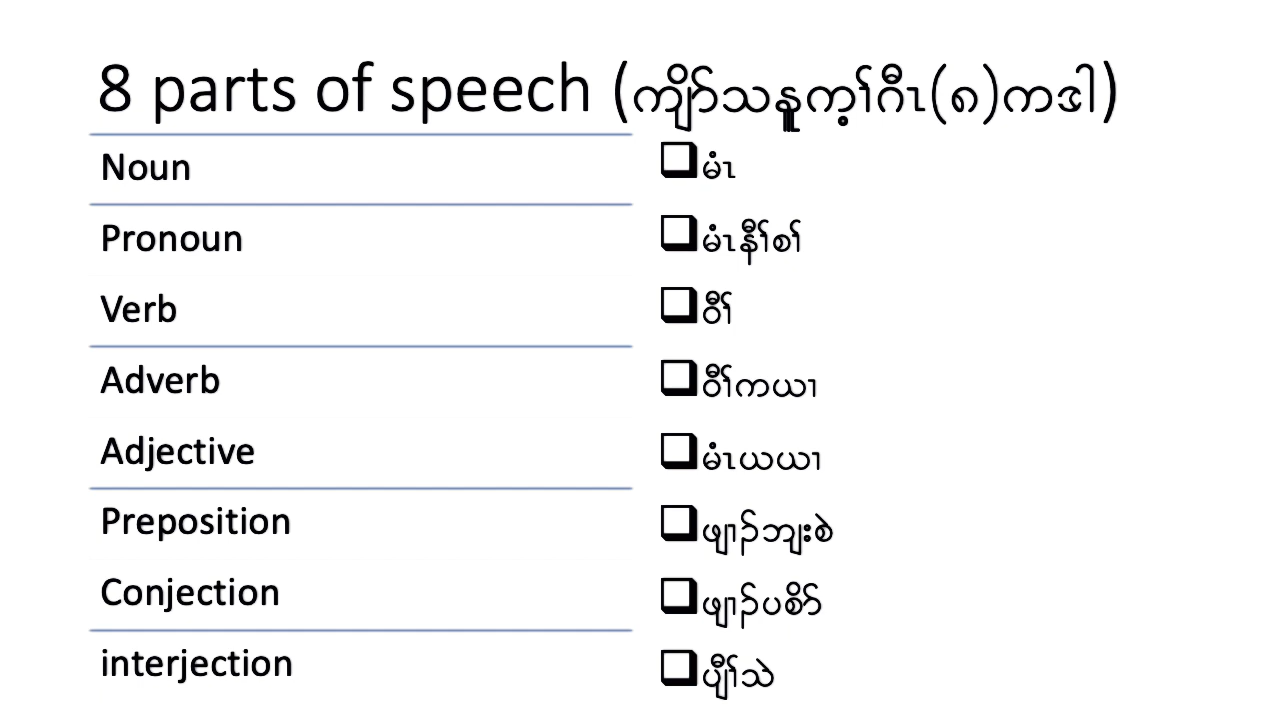 8 parts of speech (ကျိာ်သနူက့ၢ်ဂီၤ(၈)ကဒါ)
Noun
မံၤ
Pronoun
မံၤနီၢ်စၢ်
Verb
ဝီၢ်
Adverb
ဝီၢ်ကယၢ
Adjective
မံၤယယၢ
Preposition
ဖျၢၣ်ဘျးစဲ
Conjection
ဖျၢၣ်ပစိာ်
interjection
ပျီၢ်သဲ